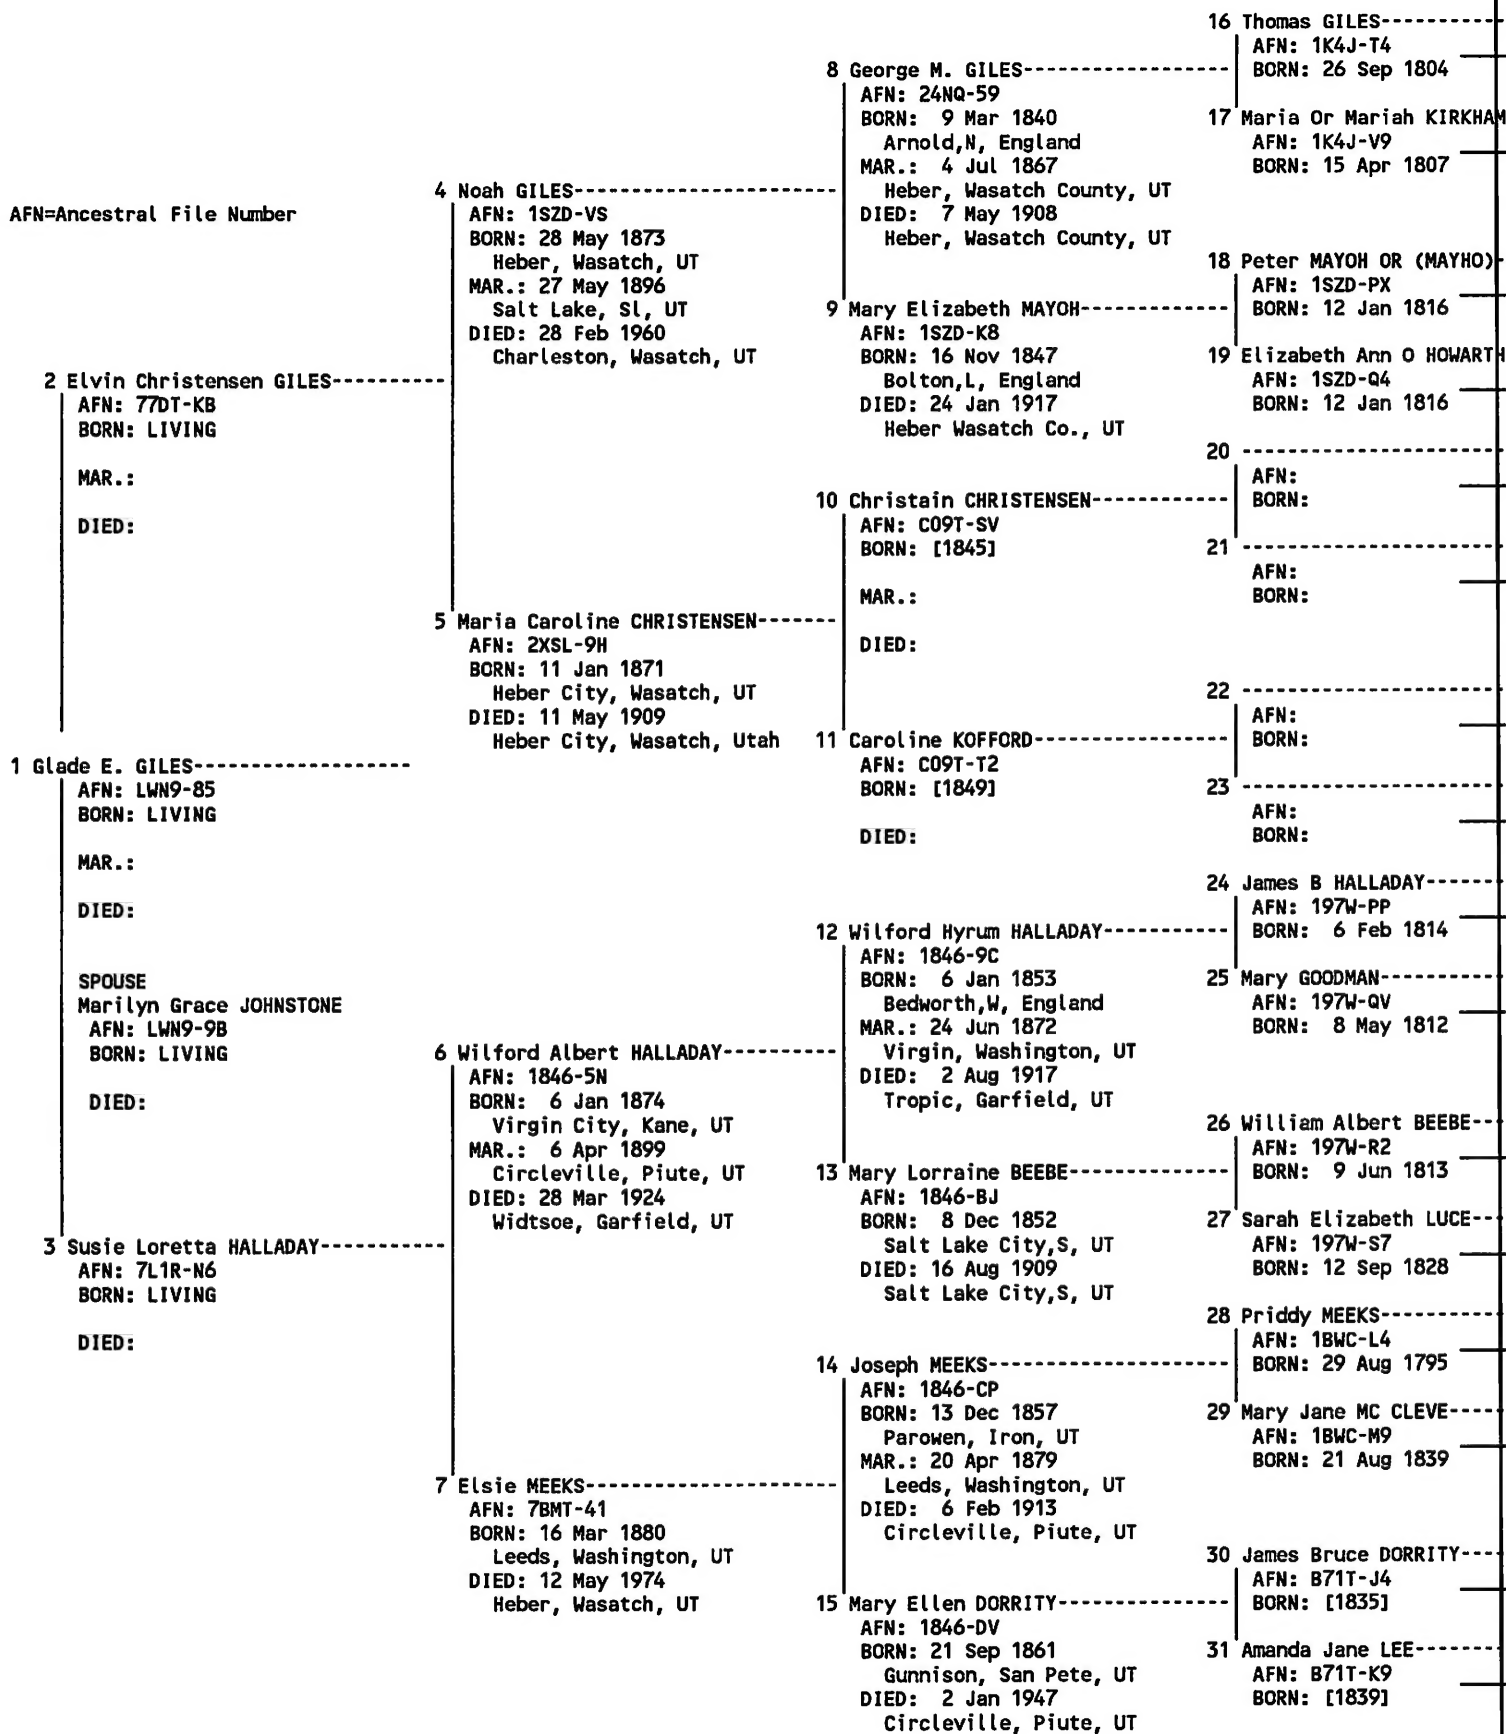 AFN=Ancestral File Number
1 Glade E. GILES-------------------
AFN: LWN9-85
BORN: LIVING
MAR.:
DIED:
SPOUSE
Marilyn Grace JOHNSTONE
AFN: LWN9-9B
BORN: LIVING
DIED:
2 Elvin Christensen GILES----------
AFN: 77DT-KB
BORN: LIVING
MAR.:
DIED:
3 Susie Loretta HALLADAY-----------
AFN: 7L1R-N6
BORN: LIVING
DIED:
4 Noah GILES-----------------------
AFN: 1SZD-VS
BORN: 28 May 1873
Heber, Wasatch, UT
MAR.: 27 May 1896
Salt Lake, Sl, UT
DIED: 28 Feb 1960
Charleston, Wasatch, UT
5 Maria Caroline CHRISTENSEN-------
AFN: 2XSL-9H
BORN: 11 Jan 1871
Heber City, Wasatch, UT
DIED: 11 May 1909
Heber City, Wasatch, Utah
6 Wilford Albert HALLADAY----------
AFN: 1846-5N
BORN: 6 Jan 1874
Virgin City, Kane, UT
MAR.: 6 Apr 1899
Circleville, Piute, UT
DIED: 28 Mar 1924
Widtsoe, Garfield, UT
7 Elsie MEEKS----------------------
AFN: 7BMT-41
BORN: 16 Mar 1880
Leeds, Washington, UT
DIED: 12 May 1974
Heber, Wasatch, UT
8 George M. GILES------------------
AFN: 24NQ-59
BORN: 9 Mar 1840
Arnold,N, England
MAR.: 4 Jul 1867
Heber, Wasatch County, UT
DIED: 7 May 1908
Heber, Wasatch County, UT
9 Mary Elizabeth MAYOH-------------
AFN: 1SZD-K8
BORN: 16 Nov 1847
Bolton,L, England
DIED: 24 Jan 1917
Heber Wasatch Co., UT
10 Christain CHRISTENSEN------------
AFN: C09T-SV
BORN: [1845]
MAR.:
DIED:
11 Caroline KOFFORD-----------------
AFN: C09T-T2
BORN: [1849]
DIED:
12 Wilford Hyrum HALLADAY-----------
AFN: 1846-9C
BORN: 6 Jan 1853
Bedworth,W, England
MAR.: 24 Jun 1872
Virgin, Washington, UT
DIED: 2 Aug 1917
Tropic, Garfield, UT
13 Mary Lorraine BEEBE--------------
AFN: 1846-BJ
BORN: 8 Dec 1852
Salt Lake City,S, UT
DIED: 16 Aug 1909
Salt Lake City,S, UT
14 Joseph MEEKS---------------------
AFN: 1846-CP
BORN: 13 Dec 1857
Parowen, Iron, UT
MAR.: 20 Apr 1879
Leeds, Washington, UT
DIED: 6 Feb 1913
Circleville, Piute, UT
15 Mary Ellen DORRITY---------------
AFN: 1846-DV
BORN: 21 Sep 1861
Gunnison, San Pete, UT
DIED: 2 Jan 1947
Circleville, Piute, UT
16 Thomas GILES-----------
AFN: 1K4J-T4
BORN: 26 Sep 1804
17 Maria Or Mariah KIRKHAM
AFN: 1K4J-V9
BORN: 15 Apr 1807
18 Peter MAYOH OR (MAYHO)-
AFN: 1SZD-PX
BORN: 12 Jan 1816
19 Elizabeth Ann O HOWARTH
AFN: 1SZD-Q4
BORN: 12 Jan 1816
20 -----------------------
AFN:
BORN:
21 -----------------------
AFN:
BORN:
22 -----------------------
AFN:
BORN:
23 -----------------------
AFN:
BORN:
24 James B HALLADAY-------
AFN: 197W-PP
BORN: 6 Feb 1814
25 Mary GOODMAN-----------
AFN: 197W-QV
BORN: 8 May 1812
26 William Albert BEEBE---
AFN: 197W-R2
BORN: 9 Jun 1813
27 Sarah Elizabeth LUCE---
AFN: 197W-S7
BORN: 12 Sep 1828
28 Priddy MEEKS-----------
AFN: 1BWC-L4
BORN: 29 Aug 1795
29 Mary Jane MC CLEVE-----
AFN: 1BWC-M9
BORN: 21 Aug 1839
30 James Bruce DORRITY----
AFN: B71T-J4
BORN: [1835]
31 Amanda Jane LEE--------
AFN: B71T-K9
BORN: [1839]